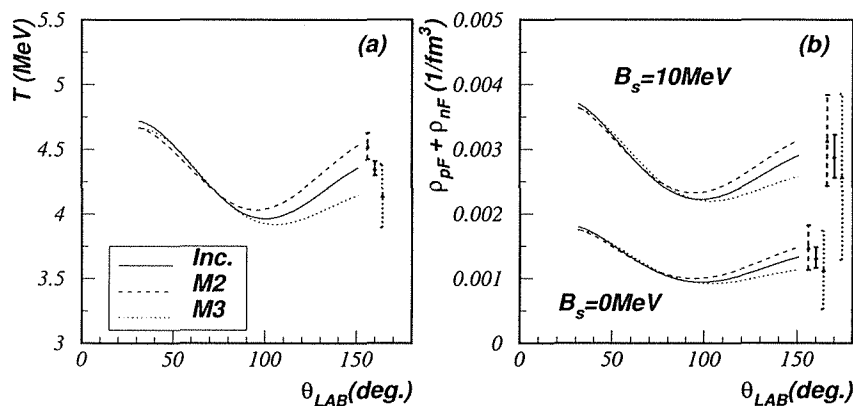 (a)
T (MeV)
5.5
5
4.5
4
3.5
3
Inc.
M2
M3
0
50
100
150
θLAB(deg.)
(b)
ρpF + ρnF (1/fm³)
0.005
0.004
0.003
0.002
0.001
0
Bs=10MeV
Bs=0MeV
0
50
100
150
θLAB(deg.)